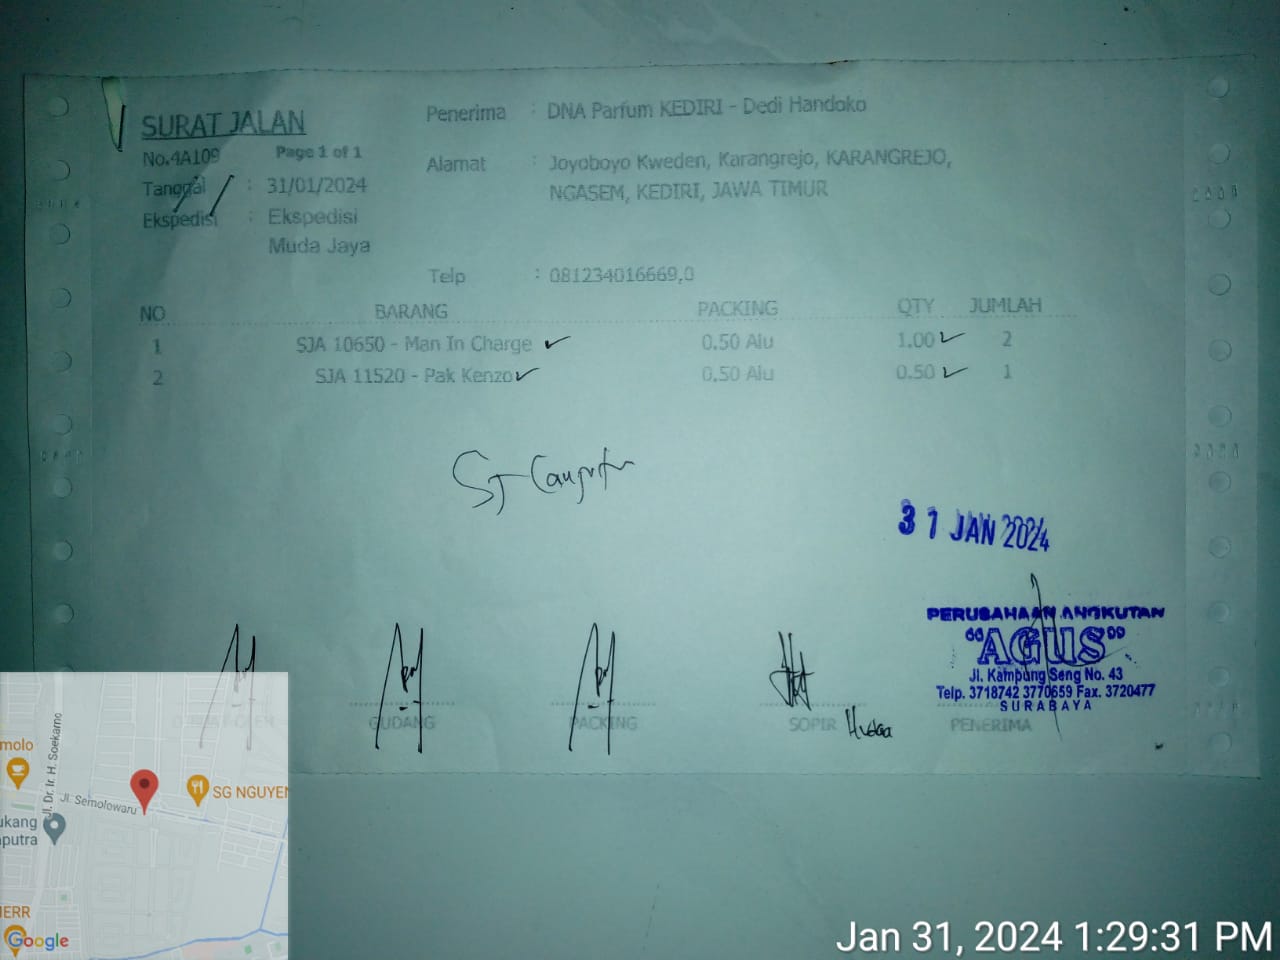 SURAT JALAN
No.4A109 Page 1 of 1
Tanggal : 31/01/2024
Ekspedisi : Ekspedisi
Muda Jaya
Penerima : DNA Parfum KEDIRI - Dedi Handoko
Alamat : Joyoboyo Kweden, Karangrejo, KARANGREJO,
NGASEM, KEDIRI, JAWA TIMUR
Telp : 081234016669,0
NO BARANG PACKING QTY JUMLAH
1 SJA 10650 - Man In Charge 0.50 Alu 1.00 2
2 SJA 11520 - Pak Kenzo 0.50 Alu 0.50 1
SJ
31 JAN 2024
PERUSAHAAN ANGKUTAN
"AGUS"
Jl. Kampung Seng No. 43
Telp. 3718742 3770659 Fax. 3720477
SURABAYA
GUDANG PACKING SOPIR PENERIMA
molo
Jl. Dr. Ir. H. Soekarno
Jl. Semolowaru
SG NGUYEN
ukang
aputra
IERR
Google
Jan 31, 2024 1:29:31 PM